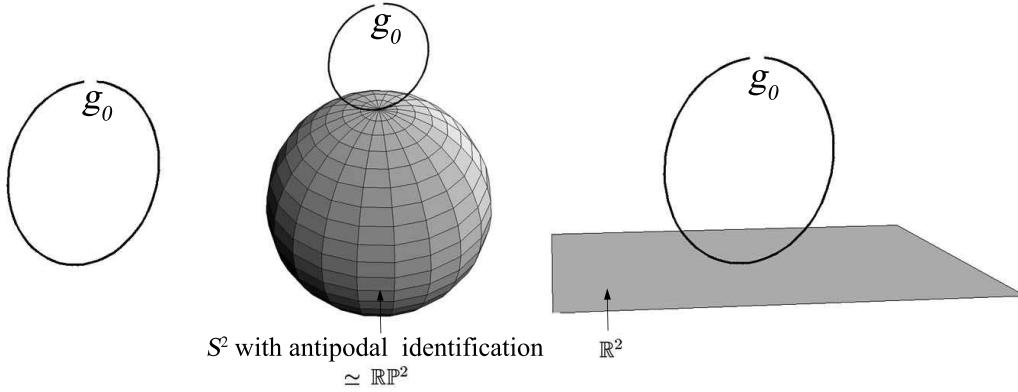 g₀
g₀
g₀
S² with antipodal identification
≃ ℝℙ²
ℝ²